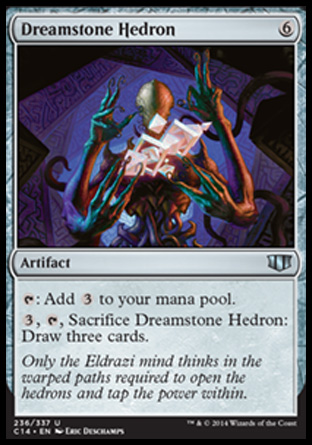 Dreamstone Hedron 6
Artifact
: Add 3 to your mana pool.
3, , Sacrifice Dreamstone Hedron:
Draw three cards.
Only the Eldrazi mind thinks in the
warped paths required to open the
hedrons and tap the power within.
236/337 U
C14 • EN Eric Deschamps
™ & © 2014 Wizards of the Coast